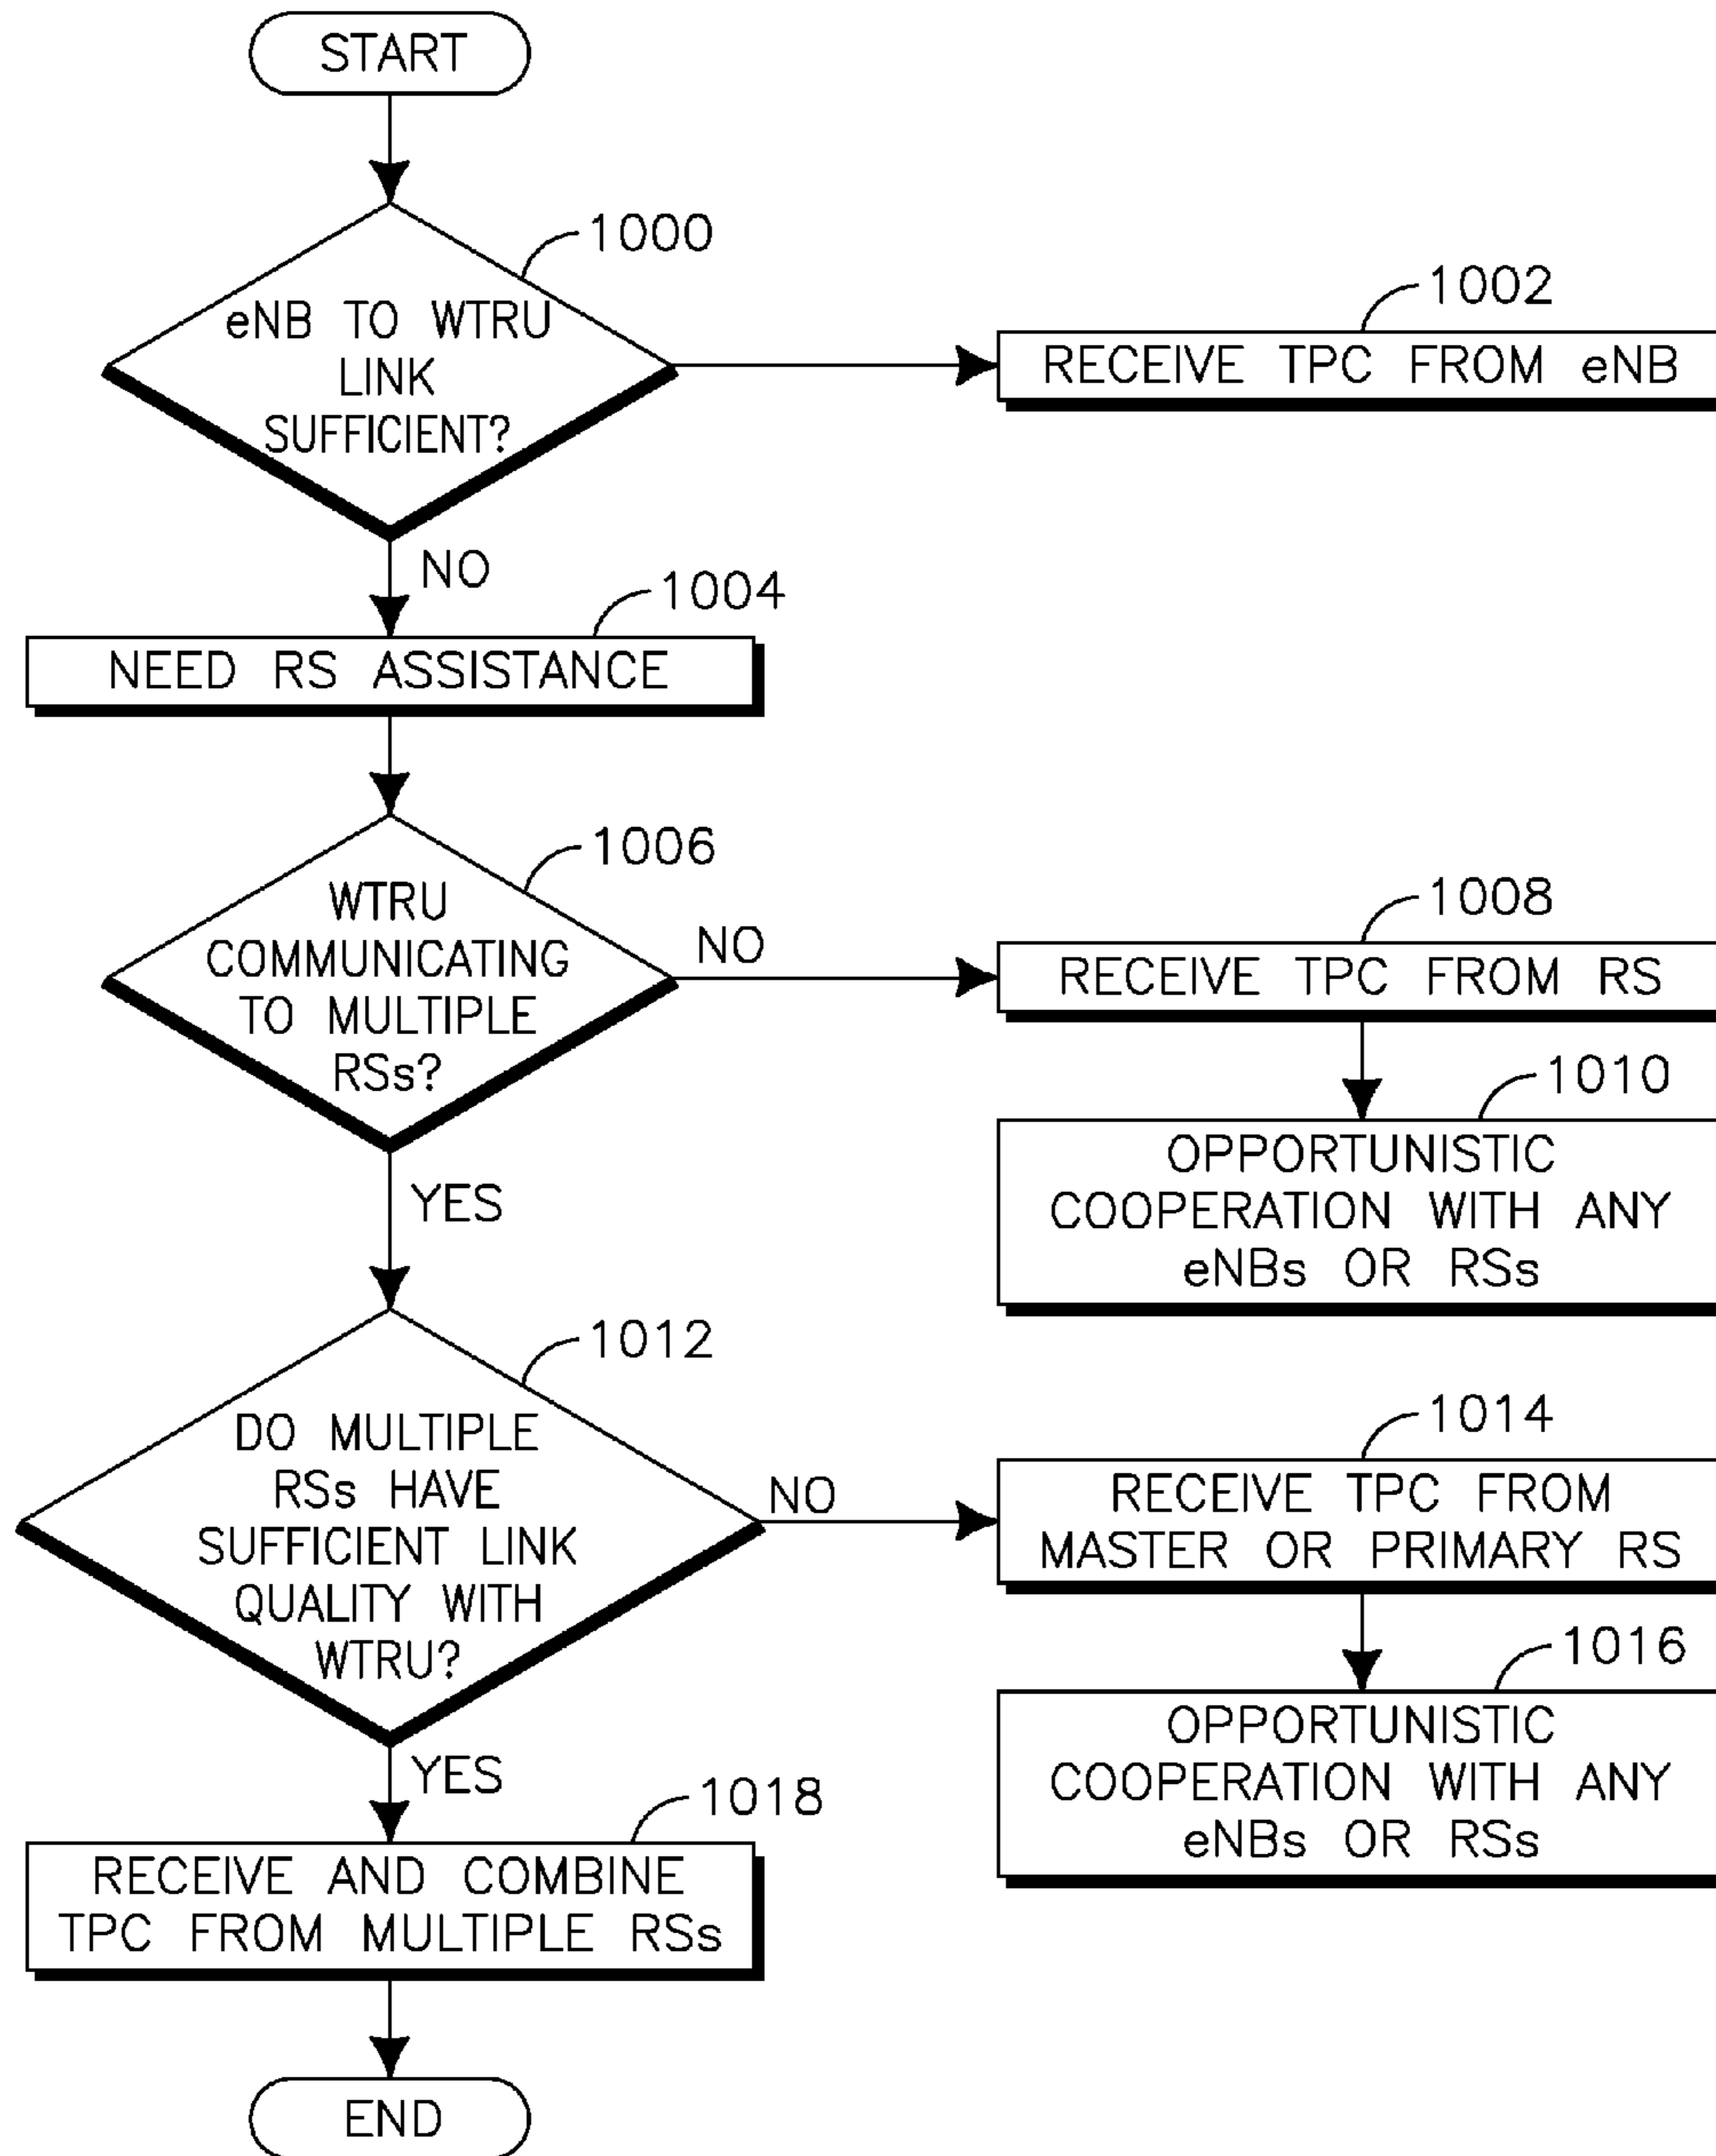 START
1000
eNB TO WTRU
LINK
SUFFICIENT?
1002
RECEIVE TPC FROM eNB
NO
1004
NEED RS ASSISTANCE
1006
WTRU
COMMUNICATING
TO MULTIPLE
RSs?
NO
1008
RECEIVE TPC FROM RS
1010
OPPORTUNISTIC
COOPERATION WITH ANY
eNBs OR RSs
YES
1012
DO MULTIPLE
RSs HAVE
SUFFICIENT LINK
QUALITY WITH
WTRU?
NO
1014
RECEIVE TPC FROM
MASTER OR PRIMARY RS
1016
OPPORTUNISTIC
COOPERATION WITH ANY
eNBs OR RSs
YES
1018
RECEIVE AND COMBINE
TPC FROM MULTIPLE RSs
END